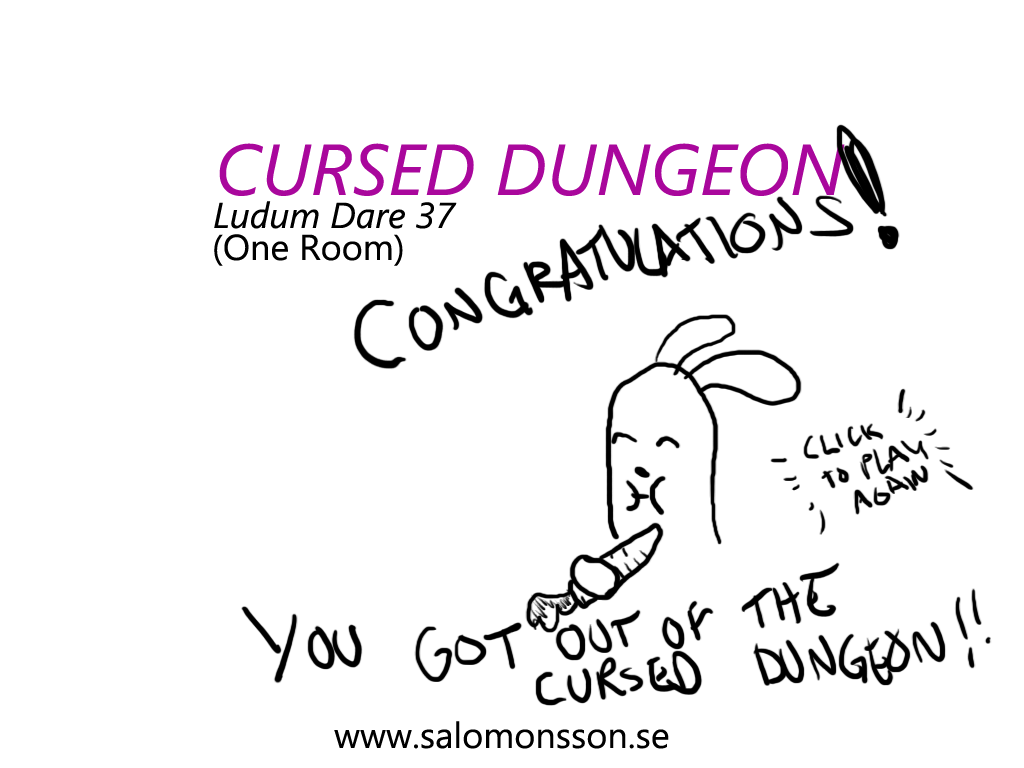 CURSED DUNGEON
Ludum Dare 37
(One Room)
CONGRATULATIONS!
CLICK
TO PLAY
AGAIN
YOU GOT OUT OF THE
CURSED DUNGEON!!
www.salomonsson.se